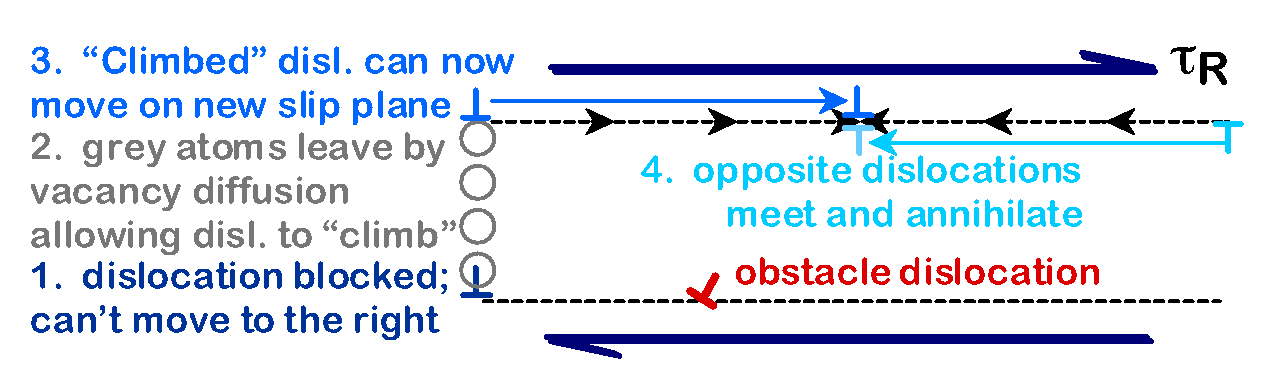 3.  “Climbed” disl. can now
move on new slip plane
τR
2.  grey atoms leave by
vacancy diffusion
allowing disl. to “climb”
4.  opposite dislocations
meet and annihilate
1.  dislocation blocked;
can’t move to the right
obstacle dislocation